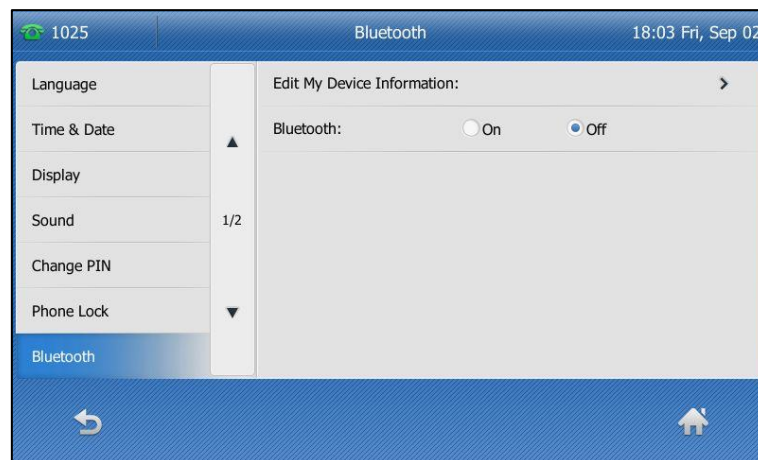 1025 Bluetooth 18:03 Fri, Sep 02
Language
Time & Date
Display
Sound
Change PIN
Phone Lock
Bluetooth
1/2
Edit My Device Information:
Bluetooth: On Off